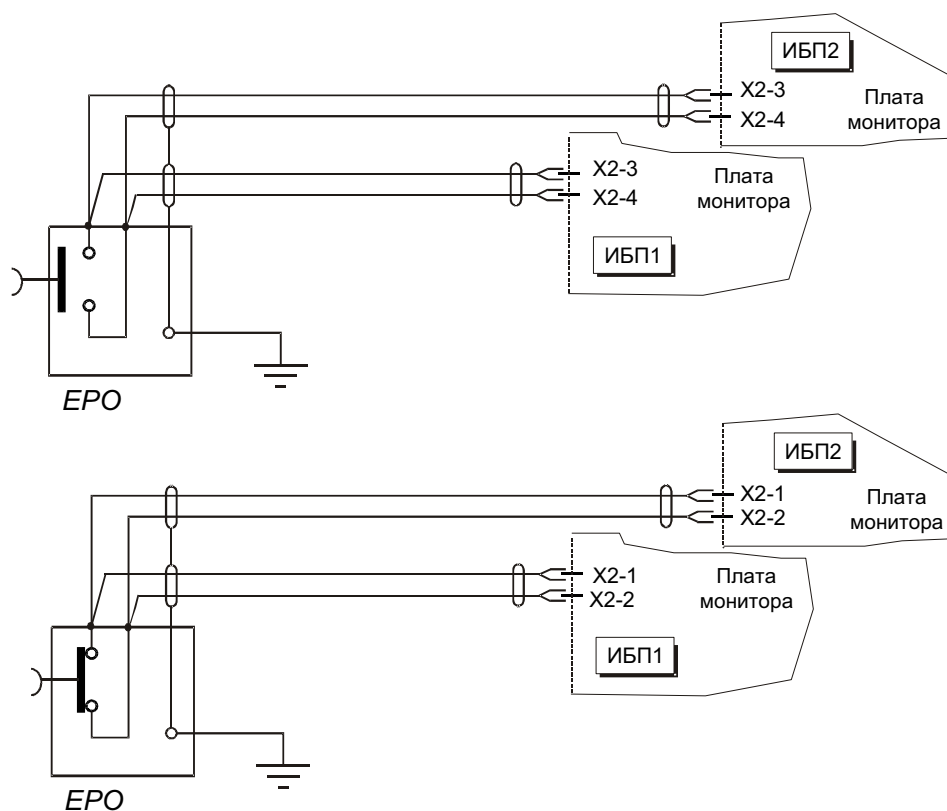 ИБП2
X2-3
X2-4
Плата
монитора
X2-3
X2-4
Плата
монитора
ИБП1
EPO
ИБП2
X2-1
X2-2
Плата
монитора
X2-1
X2-2
Плата
монитора
ИБП1
EPO